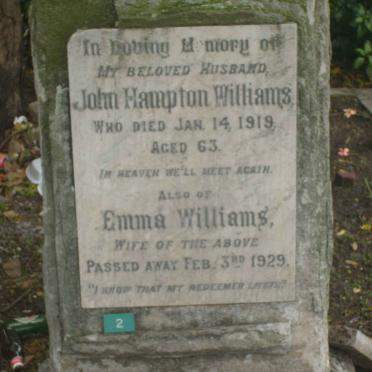 In Loving Memory of
My beloved Husband,
John Hampton Williams,
Who died Jan. 14, 1919.
Aged 63.
In heaven we'll meet again.
Also of
Emma Williams,
Wife of the above
Passed away Feb. 3rd 1929.
"I know that my Redeemer liveth."
2